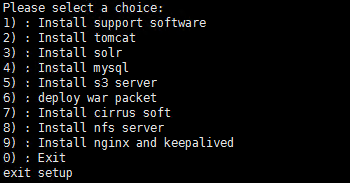 Please select a choice:
1) : Install support software
2) : Install tomcat
3) : Install solr
4) : Install mysql
5) : Install s3 server
6) : deploy war packet
7) : Install cirrus soft
8) : Install nfs server
9) : Install nginx and keepalived
0) : Exit
exit setup